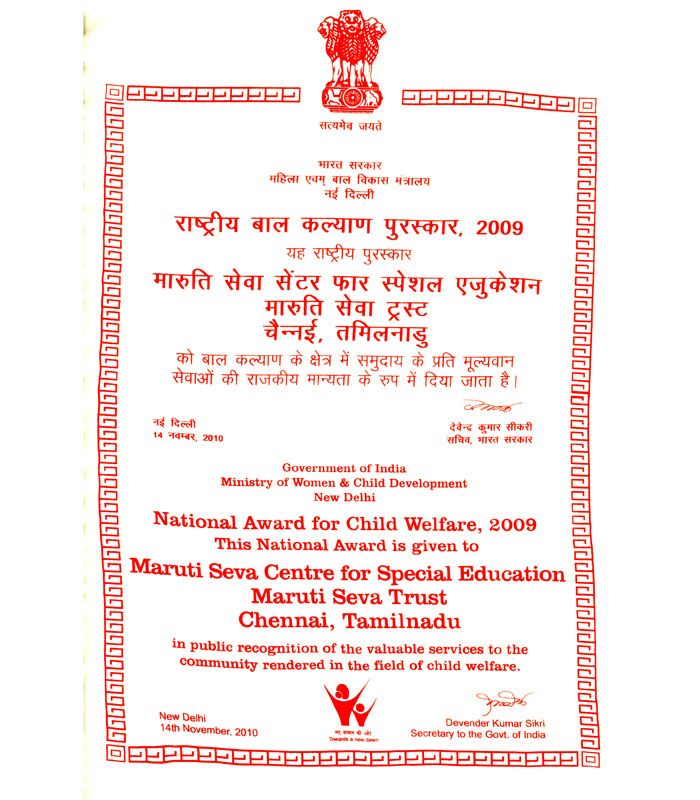 सत्यमेव जयते
भारत सरकार
महिला एवम् बाल विकास मंत्रालय
नई दिल्ली
राष्ट्रीय बाल कल्याण पुरस्कार, 2009
यह राष्ट्रीय पुरस्कार
मारुति सेवा सेंटर फार स्पेशल एजुकेशन
मारुति सेवा ट्रस्ट
चैन्नई, तमिलनाडु
को बाल कल्याण के क्षेत्र में समुदाय के प्रति मूल्यवान
सेवाओं की राजकीय मान्यता के रुप में दिया जाता है।
नई दिल्ली
14 नवम्बर, 2010
देवेन्द्र कुमार सीकरी
सचिव, भारत सरकार
Government of India
Ministry of Women & Child Development
New Delhi
National Award for Child Welfare, 2009
This National Award is given to
Maruti Seva Centre for Special Education
Maruti Seva Trust
Chennai, Tamilnadu
in public recognition of the valuable services to the
community rendered in the field of child welfare.
New Delhi
14th November, 2010
Towards a new dawn
Devender Kumar Sikri
Secretary to the Govt. of India